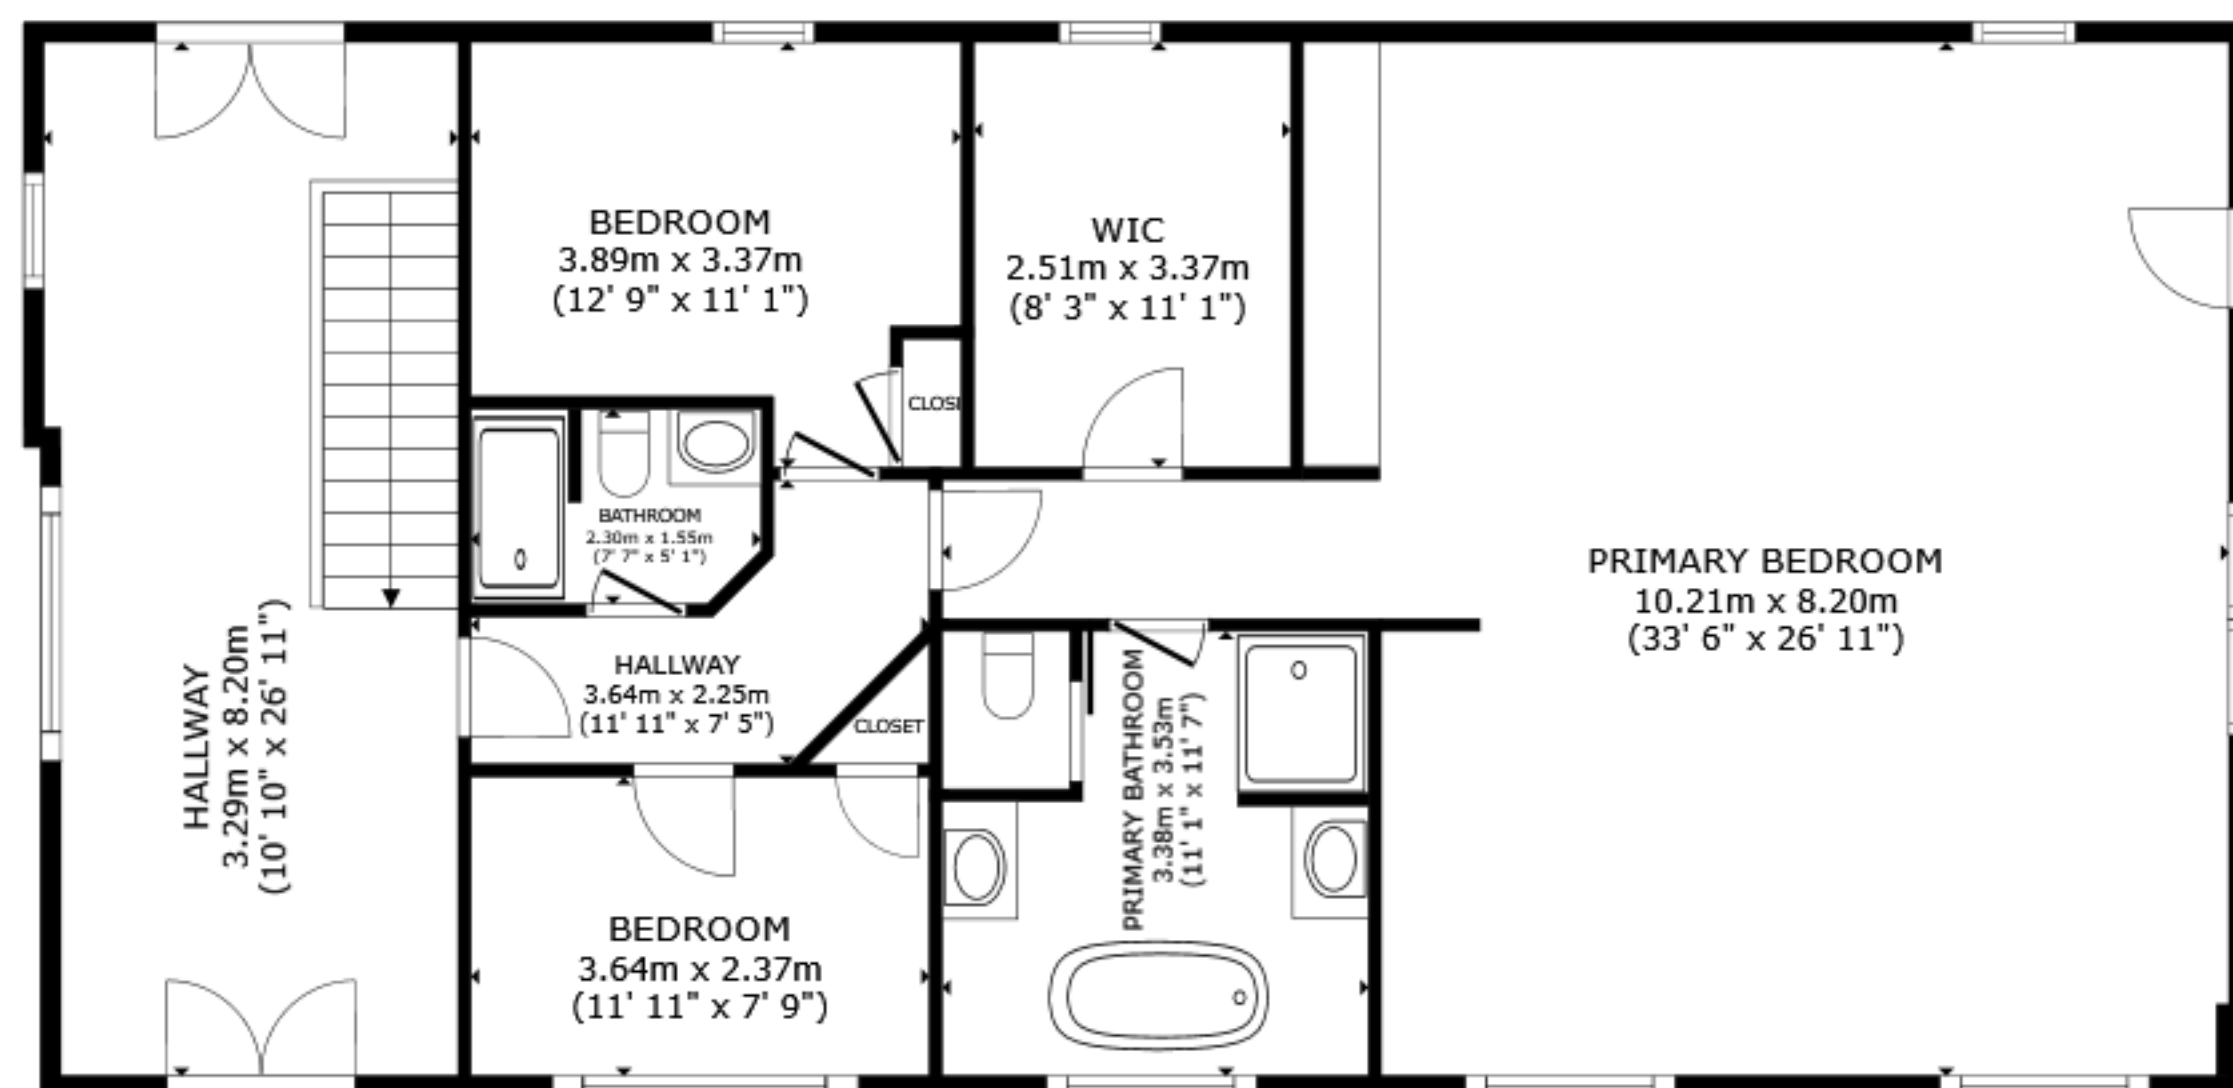 BEDROOM
3.89m x 3.37m
(12' 9" x 11' 1")
WIC
2.51m x 3.37m
(8' 3" x 11' 1")
CLOSE
BATHROOM
2.30m x 1.55m
(7' 7" x 5' 1")
PRIMARY BEDROOM
10.21m x 8.20m
(33' 6" x 26' 11")
HALLWAY
3.29m x 8.20m
(10' 10" x 26' 11")
HALLWAY
3.64m x 2.25m
(11' 11" x 7' 5")
CLOSET
PRIMARY BATHROOM
3.38m x 3.53m
(11' 1" x 11' 7")
BEDROOM
3.64m x 2.37m
(11' 11" x 7' 9")